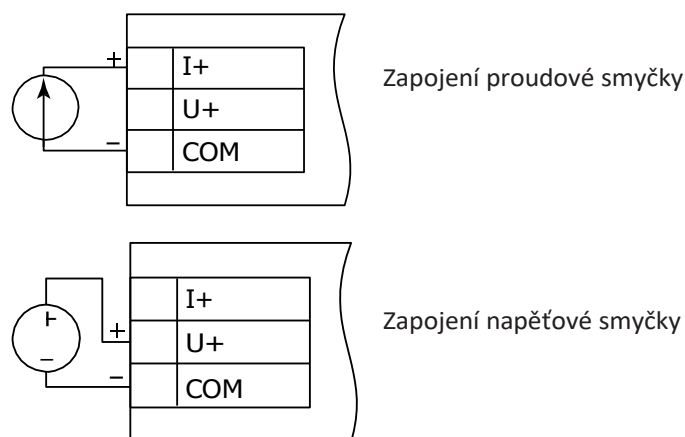 +
I+
U+
−
COM
Zapojení proudové smyčky
+
−
I+
+
U+
−
COM
Zapojení napěťové smyčky